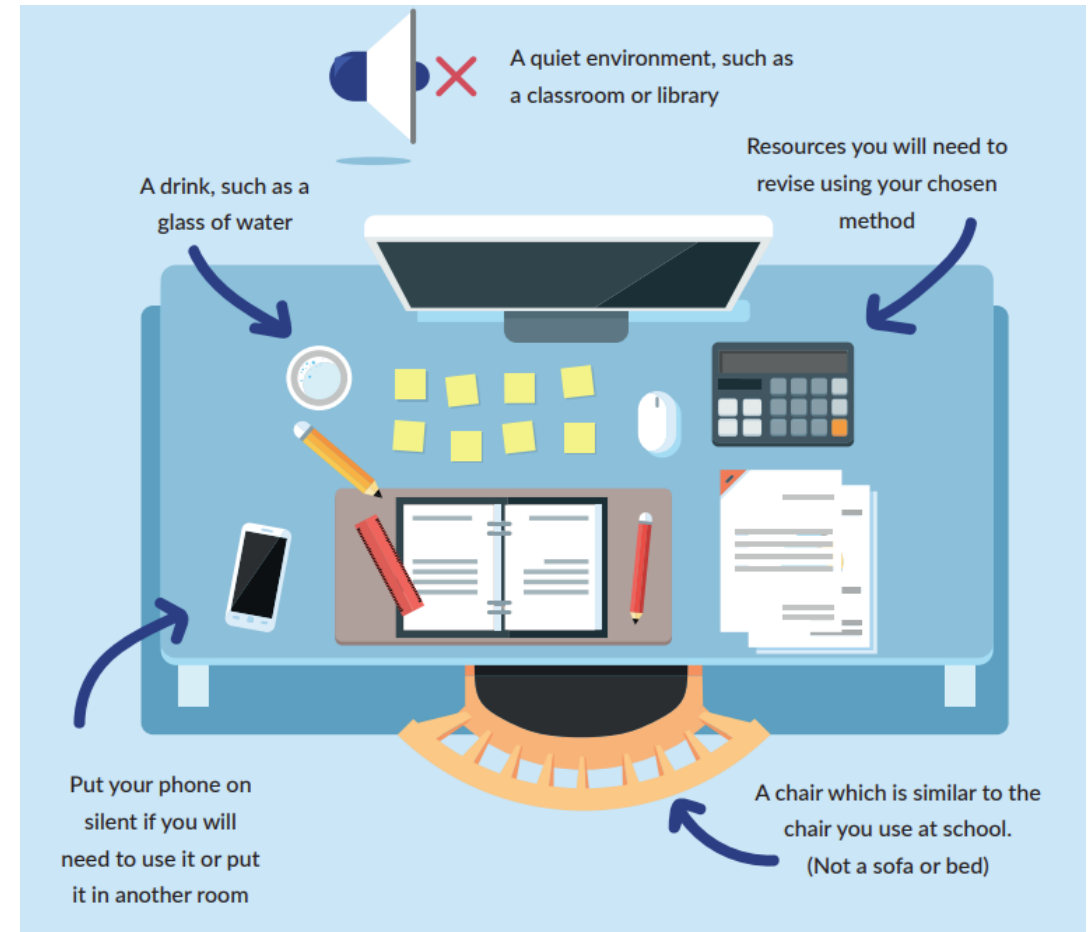 A quiet environment, such as
a classroom or library
Resources you will need to
revise using your chosen
method
A drink, such as a
glass of water
Put your phone on
silent if you will
need to use it or put
it in another room
A chair which is similar to the
chair you use at school.
(Not a sofa or bed)